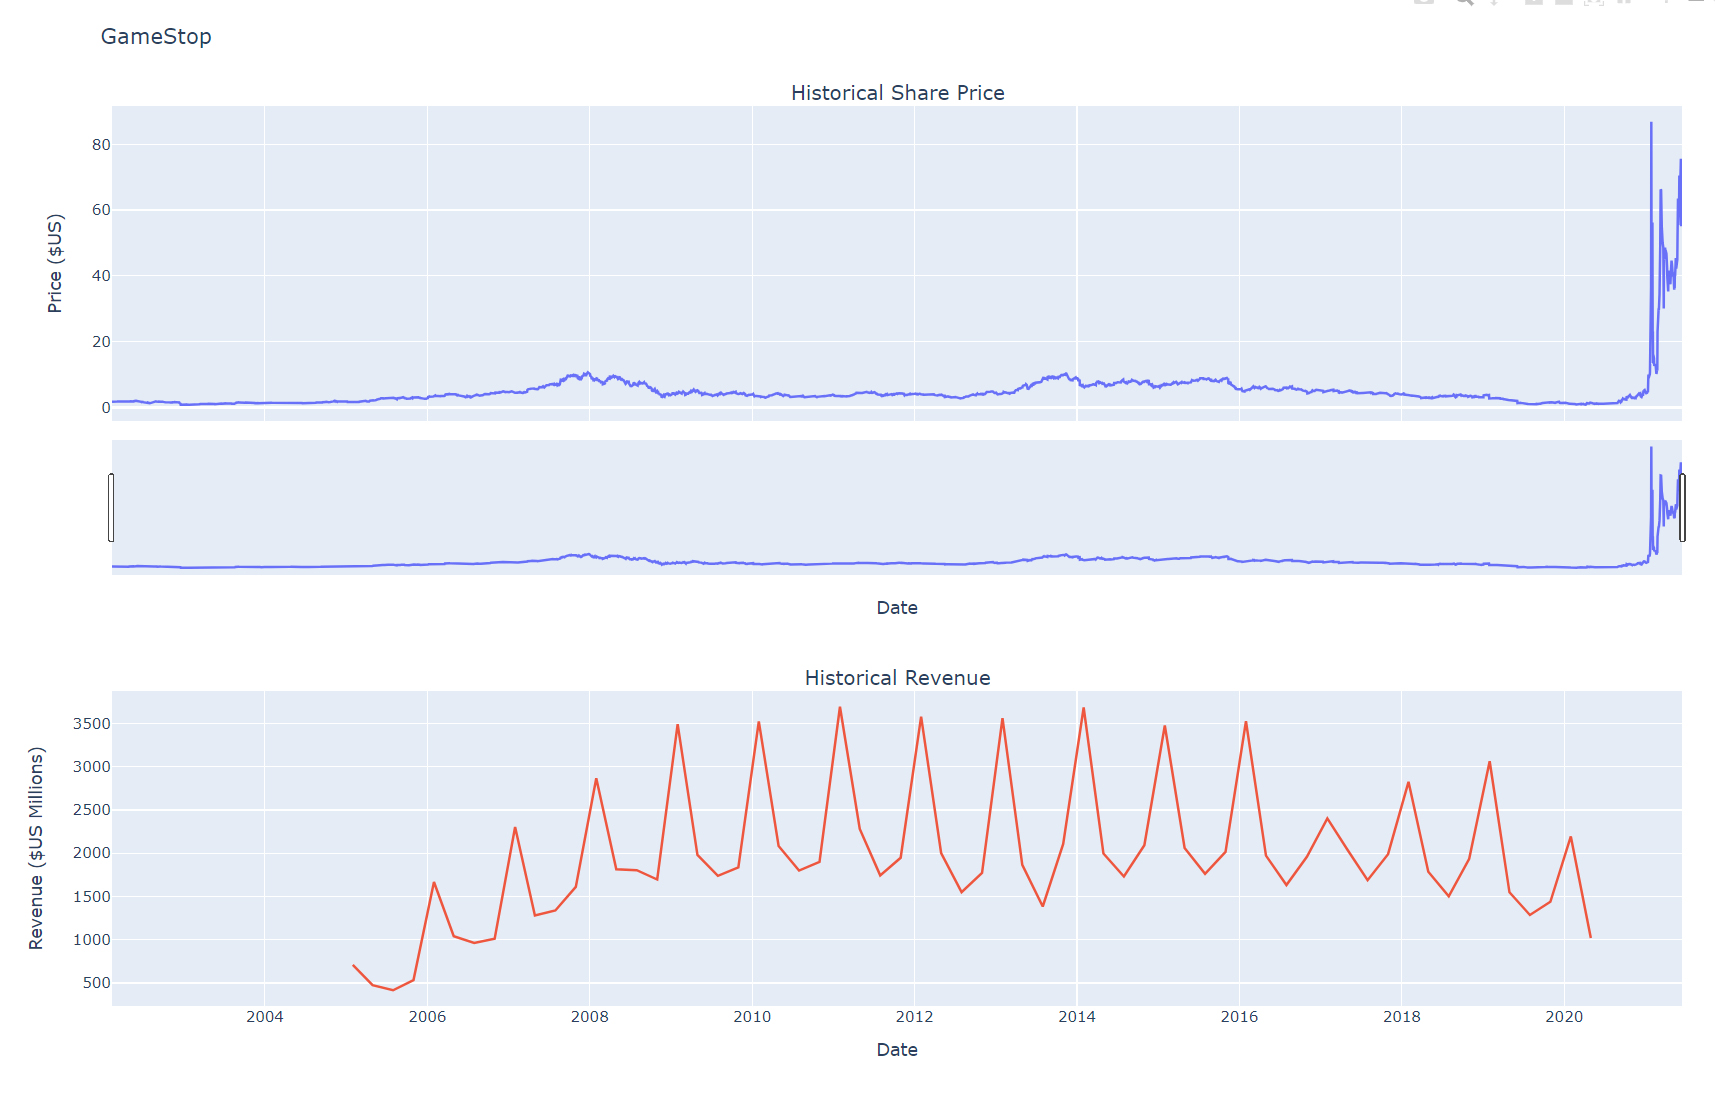 GameStop
Historical Share Price
80
60
40
20
0
Price ($US)
Date
Historical Revenue
3500
3000
2500
2000
1500
1000
500
Revenue ($US Millions)
2004 2006 2008 2010 2012 2014 2016 2018 2020
Date